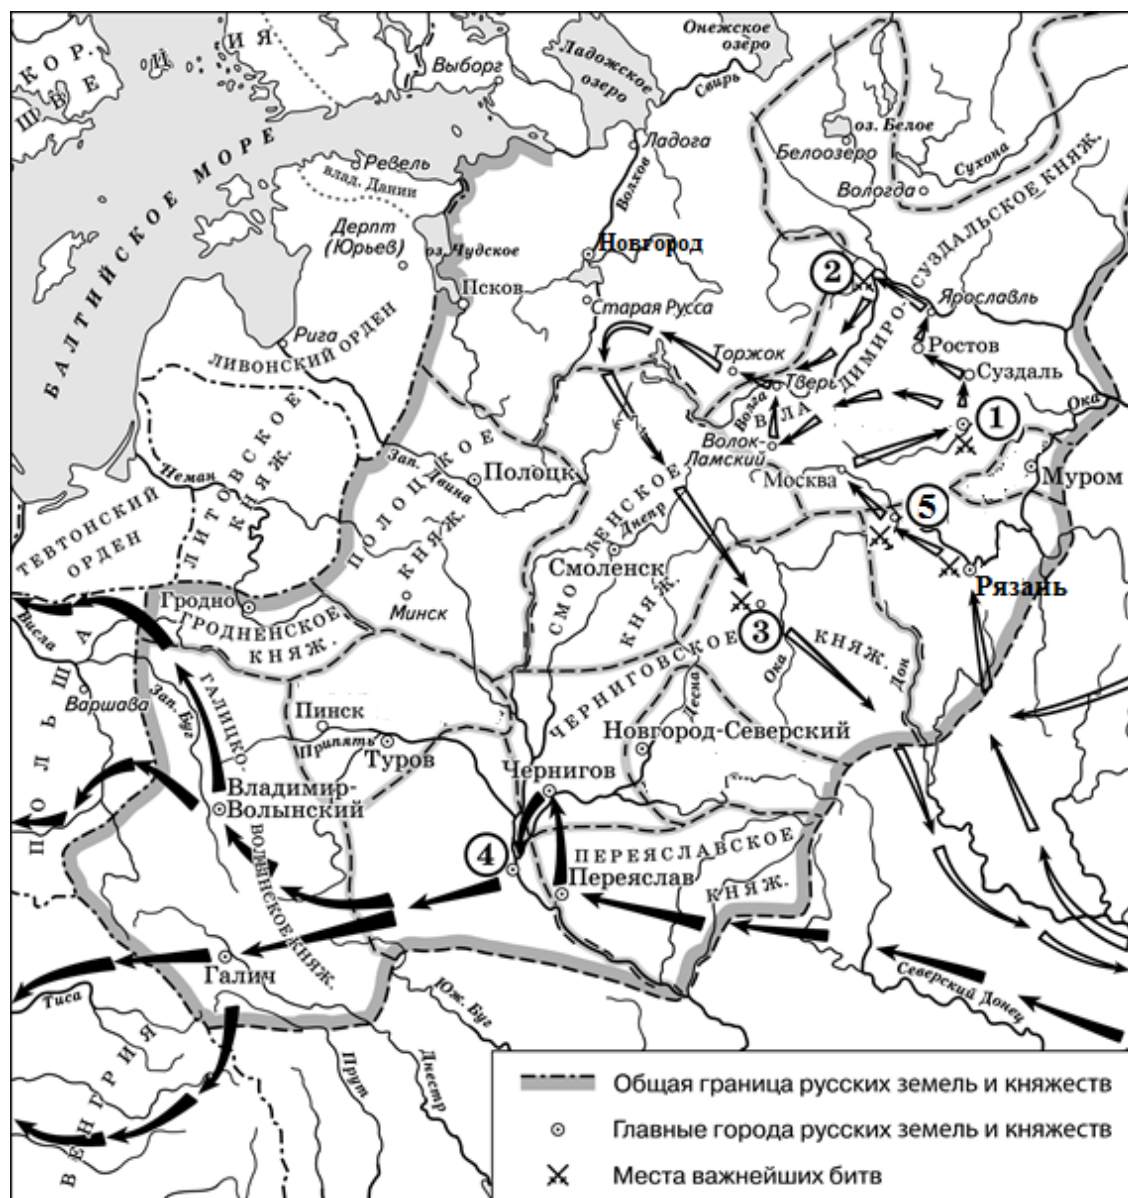 ШВЕ
КОР.
ИЯ
Выборг
Ладожское
озеро
Онежское
озеро
Свирь
Ладога
Волхов
оз. Белое
Белоозеро
Вологда
Сухона
БАЛТИЙСКОЕ МОРЕ
Ревель
влад. Дании
Дерпт
(Юрьев)
оз. Чудское
Псков
Новгород
Старая Русса
2
ВЛАДИМИРО-СУЗДАЛЬСКОЕ КНЯЖ.
Ярославль
Ростов
Суздаль
Рига
ЛИВОНСКИЙ ОРДЕН
Торжок
Тверь
Волга
1
Ока
Волок-
Ламский
Москва
Муром
5
Рязань
Неман
ЛИТОВСКОЕ
КНЯЖ.
ТЕВТОНСКИЙ
ОРДЕН
Зап. Двина
Полоцк
ПОЛОЦКОЕ
КНЯЖ.
Минск
СМОЛЕНСКОЕ
КНЯЖ.
Днепр
Смоленск
3
Гродно
ГРОДНЕНСКОЕ
КНЯЖ.
Висла
Варшава
Зап. Буг
ПОЛЬША
ГАЛИЦКО-
ВОЛЫНСКОЕ КНЯЖ.
Пинск
Припять
Туров
ЧЕРНИГОВСКОЕ
КНЯЖ.
Десна
Ока
Дон
Новгород-Северский
Чернигов
Владимир-
Волынский
4
ПЕРЕЯСЛАВСКОЕ
КНЯЖ.
Переяслав
Галич
Тиса
ВЕНГРИЯ
Юж. Буг
Прут
Днестр
Северский Донец
Общая граница русских земель и княжеств
Главные города русских земель и княжеств
Места важнейших битв